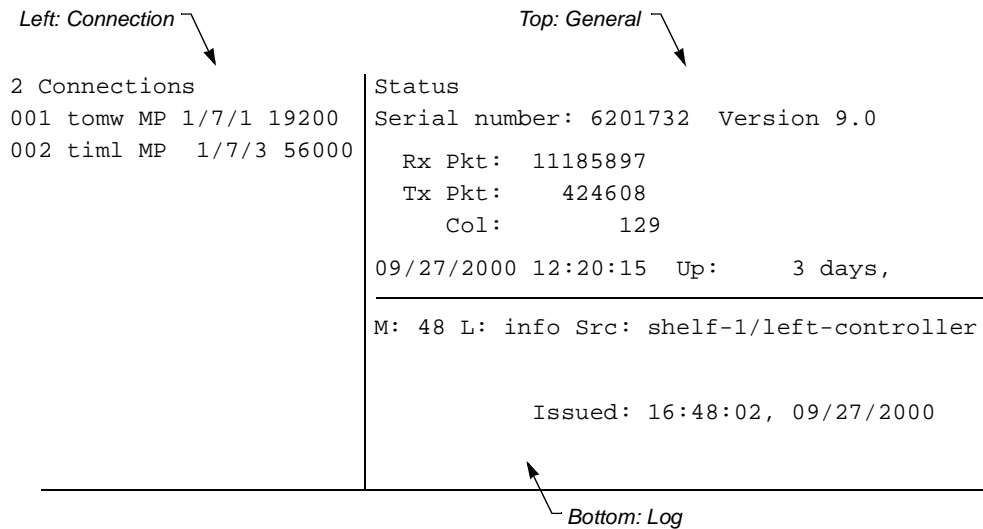 Left: Connection
Top: General
2 Connections
001 tomw MP 1/7/1 19200
002 timl MP 1/7/3 56000
Status
Serial number: 6201732 Version 9.0
Rx Pkt: 11185897
Tx Pkt: 424608
Col: 129
09/27/2000 12:20:15 Up: 3 days,
M: 48 L: info Src: shelf-1/left-controller
Issued: 16:48:02, 09/27/2000
Bottom: Log